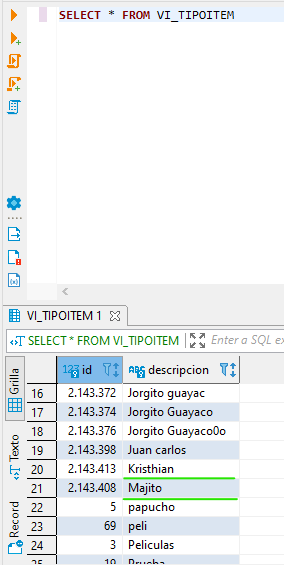 SELECT * FROM VI_TIPOITEM
VI_TIPOITEM 1
SELECT * FROM VI_TIPOITEM Enter a SQL ex
Grilla
Texto
Record
123 id ABC descripcion
16 2.143.372 Jorgito guayac
17 2.143.374 Jorgito Guayaco
18 2.143.376 Jorgito Guayaco0o
19 2.143.398 Juan carlos
20 2.143.413 Kristhian
21 2.143.408 Majito
22 5 papucho
23 69 peli
24 3 Peliculas
25 19 Prueba